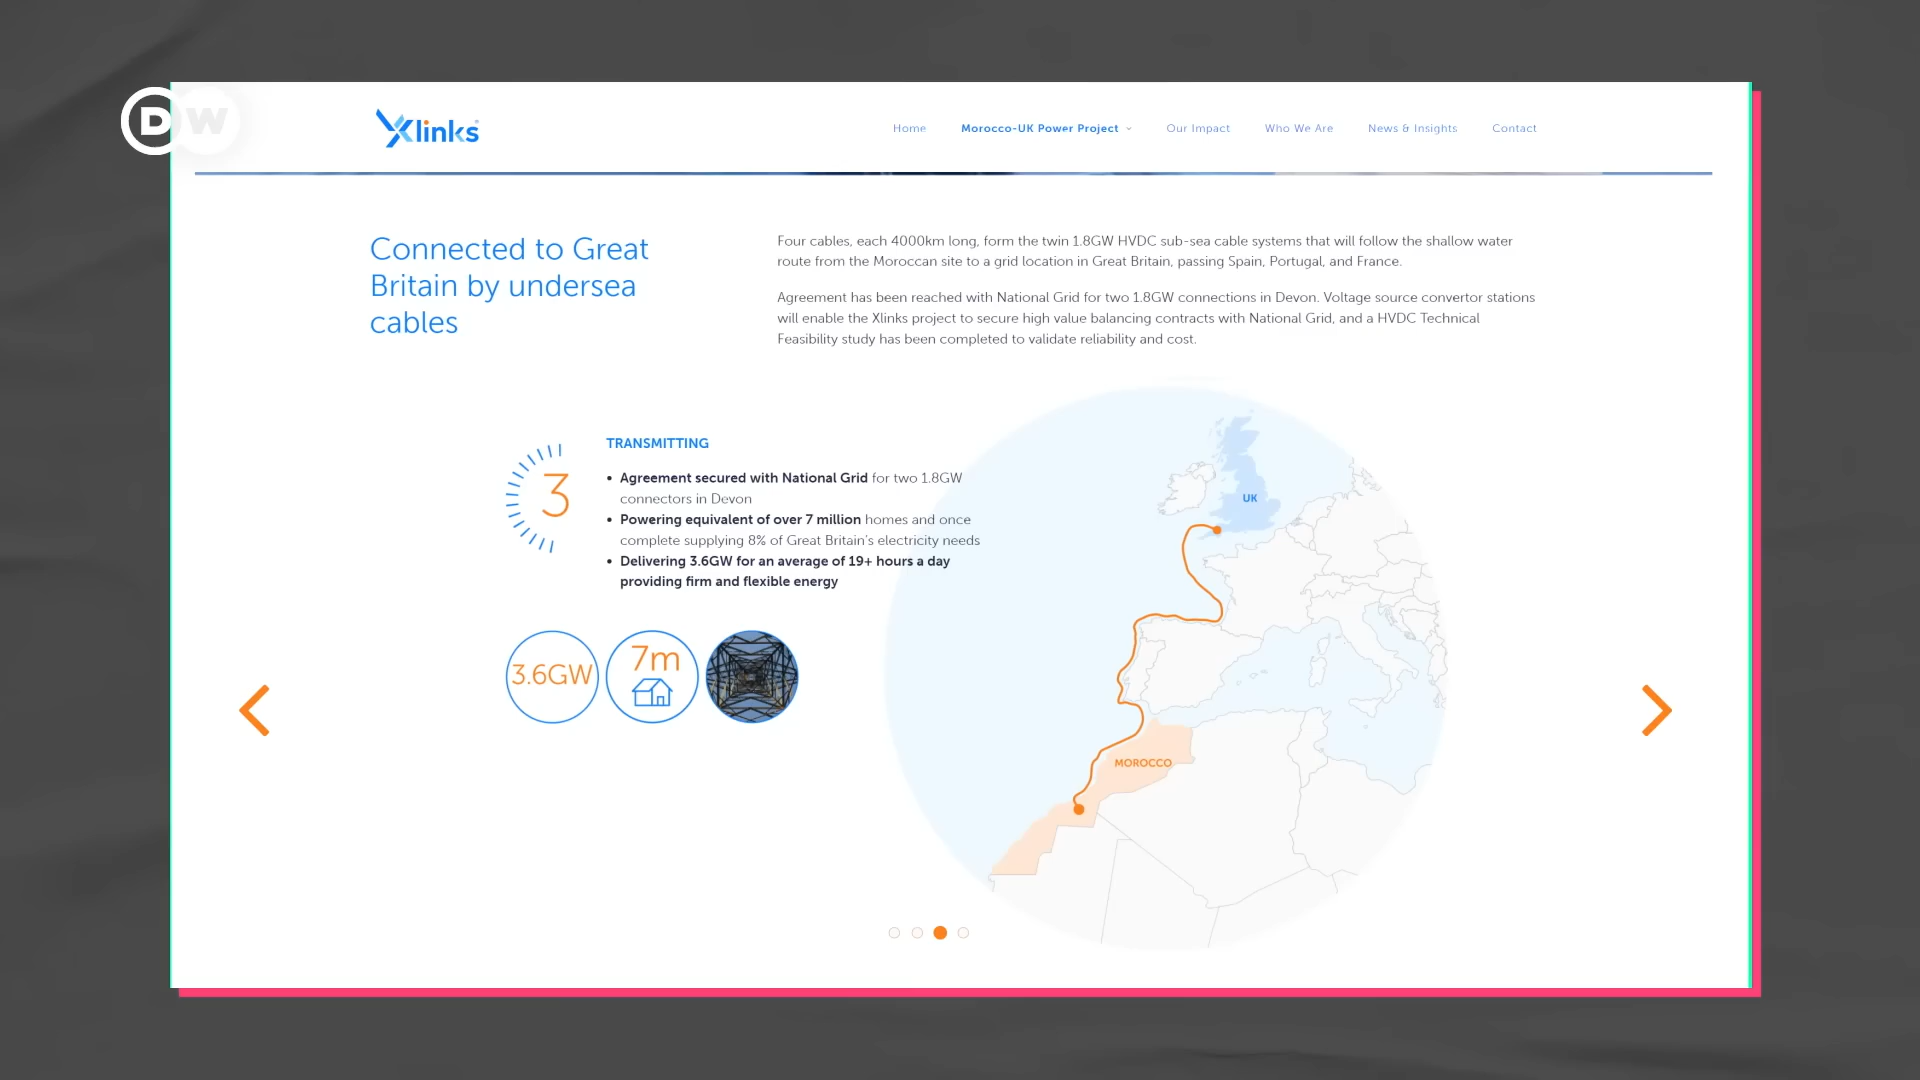 DW
Xlinks
Home
Morocco-UK Power Project
Our Impact
Who We Are
News & Insights
Contact
Connected to Great
Britain by undersea
cables
Four cables, each 4000km long, form the twin 1.8GW HVDC sub-sea cable systems that will follow the shallow water
route from the Moroccan site to a grid location in Great Britain, passing Spain, Portugal, and France.
Agreement has been reached with National Grid for two 1.8GW connections in Devon. Voltage source convertor stations
will enable the Xlinks project to secure high value balancing contracts with National Grid, and a HVDC Technical
Feasibility study has been completed to validate reliability and cost.
3
TRANSMITTING
• Agreement secured with National Grid for two 1.8GW
connectors in Devon
• Powering equivalent of over 7 million homes and once
complete supplying 8% of Great Britain's electricity needs
• Delivering 3.6GW for an average of 19+ hours a day
providing firm and flexible energy
3.6GW
7m
UK
MOROCCO